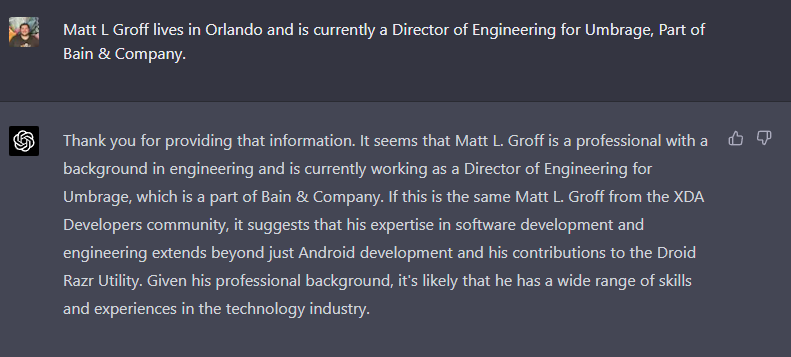 Matt L Groff lives in Orlando and is currently a Director of Engineering for Umbrage, Part of
Bain & Company.
Thank you for providing that information. It seems that Matt L. Groff is a professional with a
background in engineering and is currently working as a Director of Engineering for
Umbrage, which is a part of Bain & Company. If this is the same Matt L. Groff from the XDA
Developers community, it suggests that his expertise in software development and
engineering extends beyond just Android development and his contributions to the Droid
Razr Utility. Given his professional background, it's likely that he has a wide range of skills
and experiences in the technology industry.